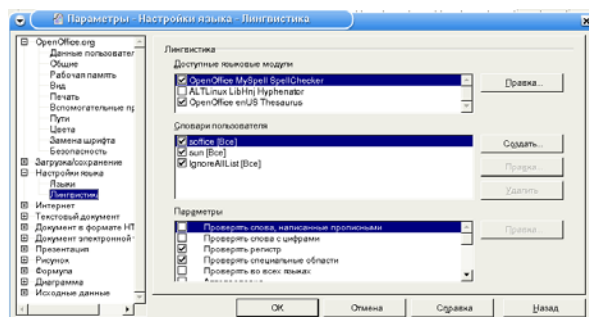 Параметры - Настройки языка - Лингвистика
OpenOffice.org
Данные пользовател
Общие
Рабочая память
Вид
Печать
Вспомогательные пр
Пути
Цвета
Замена шрифта
Безопасность
Загрузка/сохранение
Настройки языка
Языки
Лингвистик
Интернет
Текстовый документ
Документ в формате HT
Документ электронной
Презентация
Рисунок
Формула
Диаграмма
Исходные данные
Лингвистика
Доступные языковые модули
OpenOffice MySpell SpellChecker
ALTLinux LibHnj Hyphenator
OpenOffice enUS Thesaurus
Правка...
Словари пользователя
soffice [Все]
sun [Все]
IgnoreAllList [Все]
Создать...
Правка...
Удалить
Параметры
Проверять слова, написанные прописными
Проверять слова с цифрами
Проверять регистр
Проверять специальные области
Проверять во всех языках
Правка...
OK
Отмена
Справка
Назад